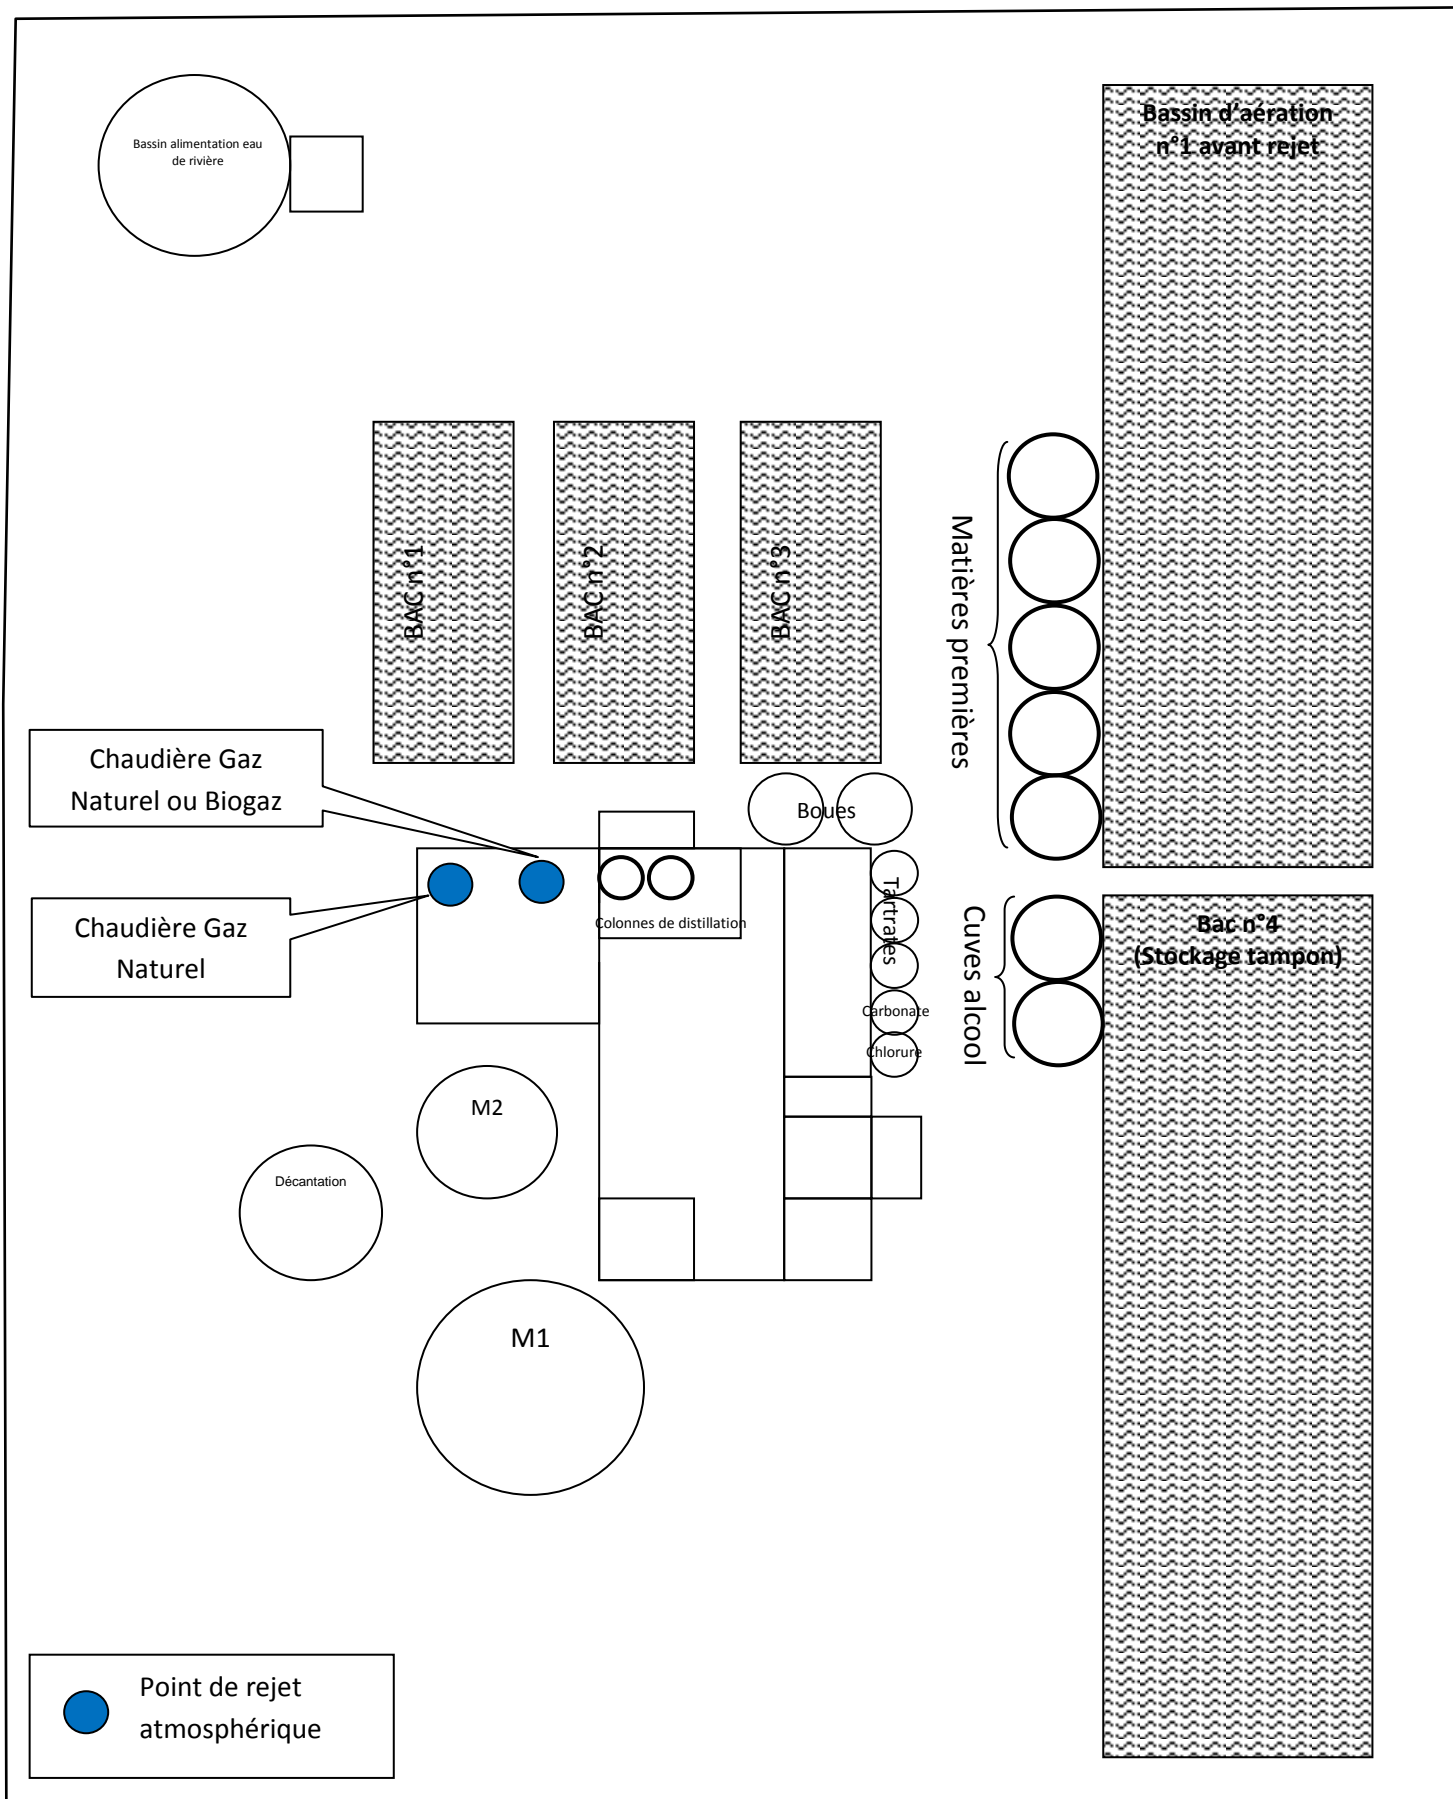 Bassin alimentation eau
de rivière
Bassin d'aération
n°1 avant rejet
BAC n°1
BAC n°2
BAC n°3
Matières premières
Chaudière Gaz
Naturel ou Biogaz
Boues
Chaudière Gaz
Naturel
Colonnes de distillation
Tartrates
Carbonate
Chlorure
Cuves alcool
Bac n°4
(Stockage tampon)
M2
Décantation
M1
Point de rejet
atmosphérique